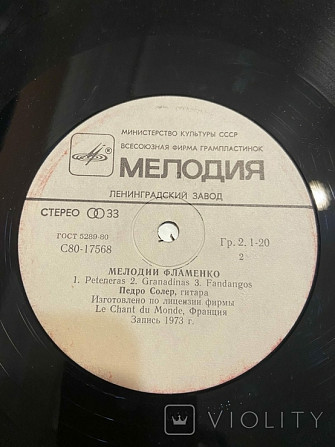 МИНИСТЕРСТВО КУЛЬТУРЫ СССР
ВСЕСОЮЗНАЯ ФИРМА ГРАМПЛАСТИНОК
МЕЛОДИЯ
ЛЕНИНГРАДСКИЙ ЗАВОД
СТЕРЕО 33
ГОСТ 5289-80
С80-17568
Гр. 2, 1-20
2
МЕЛОДИИ ФЛАМЕНКО
1. Peteneras 2. Granadinas 3. Fandangos
Педро Солер, гитара
Изготовлено по лицензии фирмы
Le Chant du Monde, Франция
Запись 1973 г.
VIOLITY